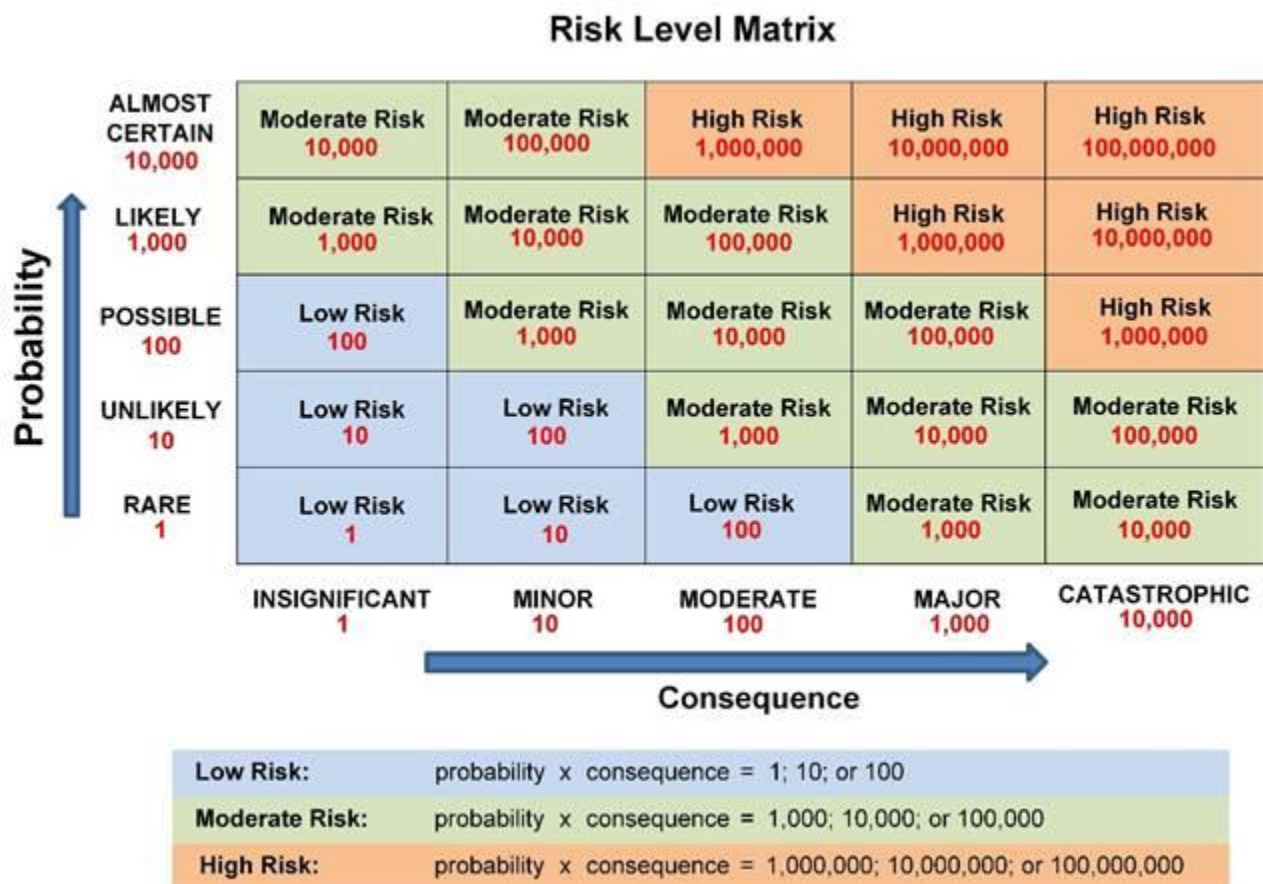 Risk Level Matrix
Probability
ALMOST
CERTAIN
10,000
Moderate Risk
10,000
Moderate Risk
100,000
High Risk
1,000,000
High Risk
10,000,000
High Risk
100,000,000
LIKELY
1,000
Moderate Risk
1,000
Moderate Risk
10,000
Moderate Risk
100,000
High Risk
1,000,000
High Risk
10,000,000
POSSIBLE
100
Low Risk
100
Moderate Risk
1,000
Moderate Risk
10,000
Moderate Risk
100,000
High Risk
1,000,000
UNLIKELY
10
Low Risk
10
Low Risk
100
Moderate Risk
1,000
Moderate Risk
10,000
Moderate Risk
100,000
RARE
1
Low Risk
1
Low Risk
10
Low Risk
100
Moderate Risk
1,000
Moderate Risk
10,000
INSIGNIFICANT
1
MINOR
10
MODERATE
100
MAJOR
1,000
CATASTROPHIC
10,000
Consequence
Low Risk: probability x consequence = 1; 10; or 100
Moderate Risk: probability x consequence = 1,000; 10,000; or 100,000
High Risk: probability x consequence = 1,000,000; 10,000,000; or 100,000,000